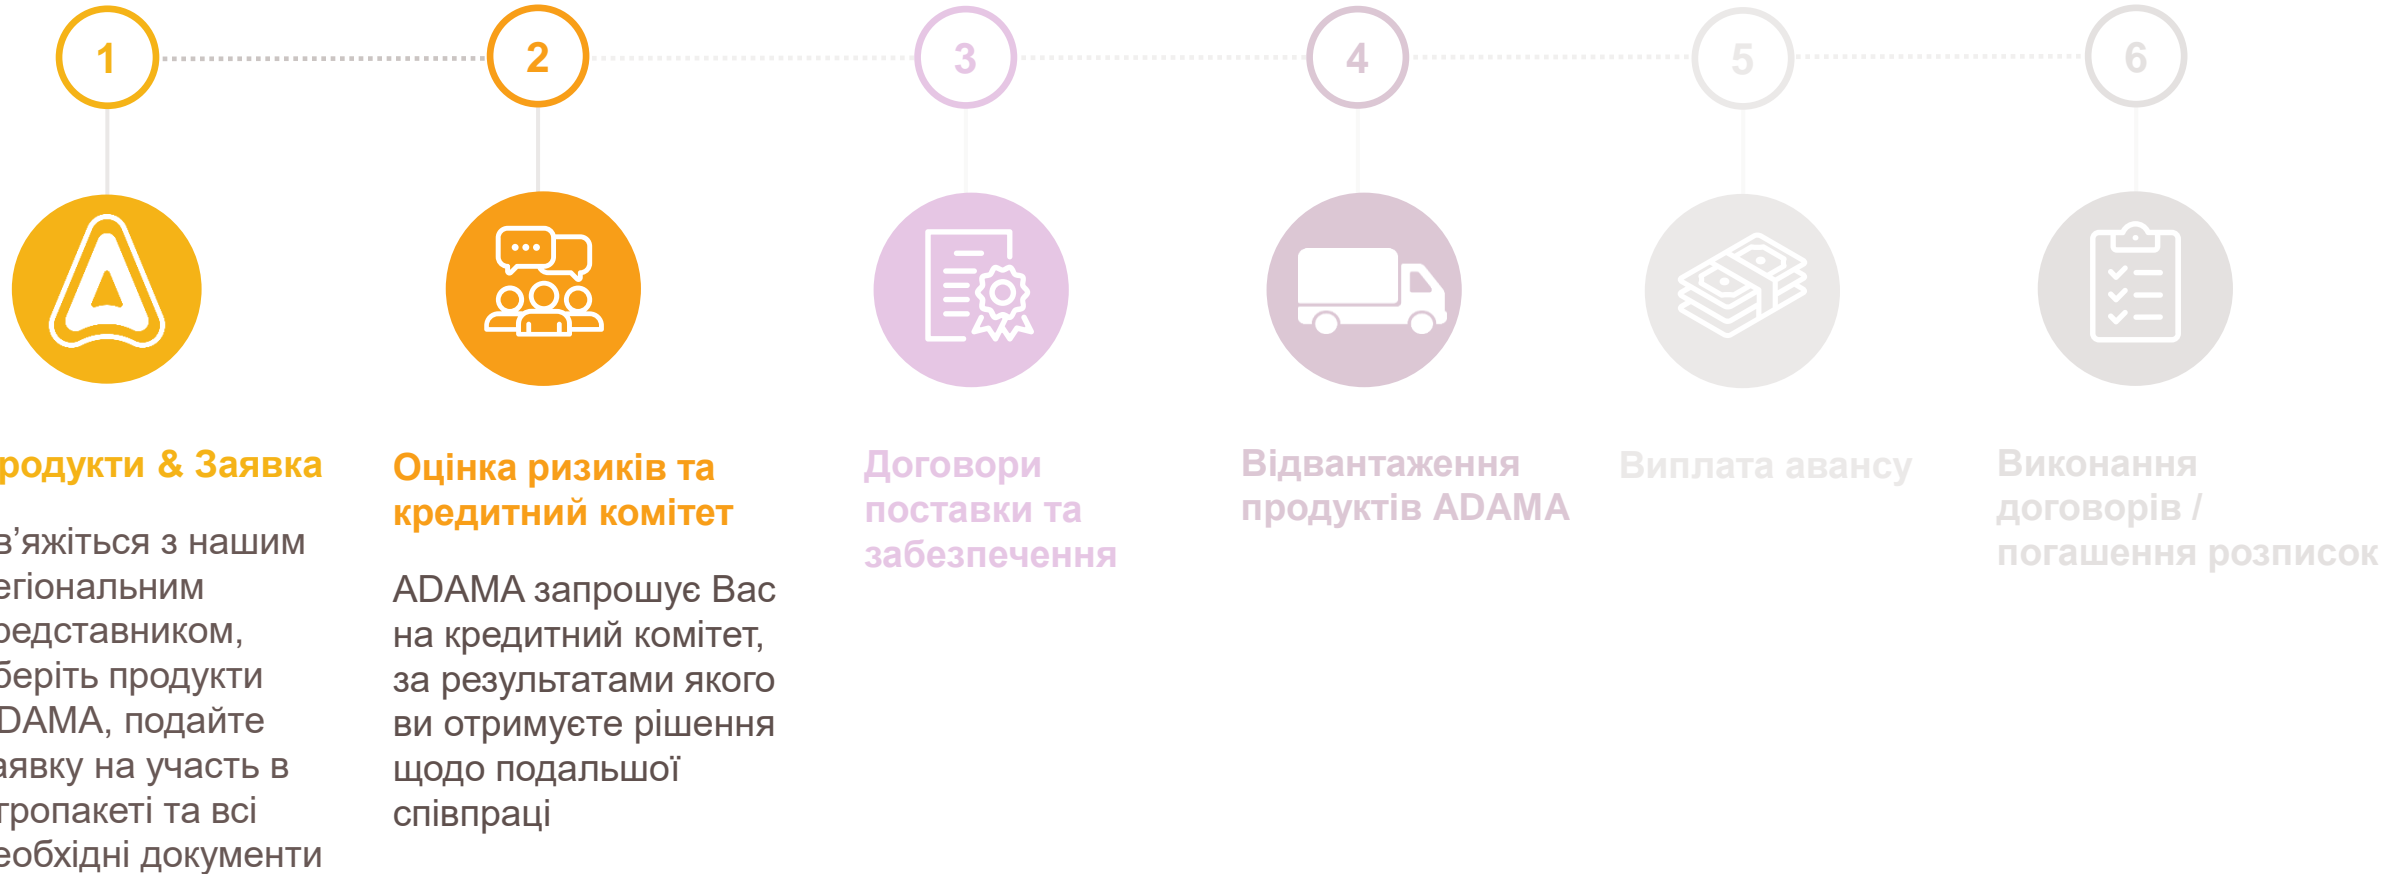 1
2
3
4
5
6
родукти & Заявка
в’яжіться з нашим
егіональним
редставником,
беріть продукти
DAMA, подайте
аявку на участь в
гропакеті та всі
еобхідні документи
Оцінка ризиків та
кредитний комітет
ADAMA запрошує Вас
на кредитний комітет,
за результатами якого
ви отримуєте рішення
щодо подальшої
співпраці
Договори
поставки та
забезпечення
Відвантаження
продуктів ADAMA
Виплата авансу
Виконання
договорів /
погашення розписок